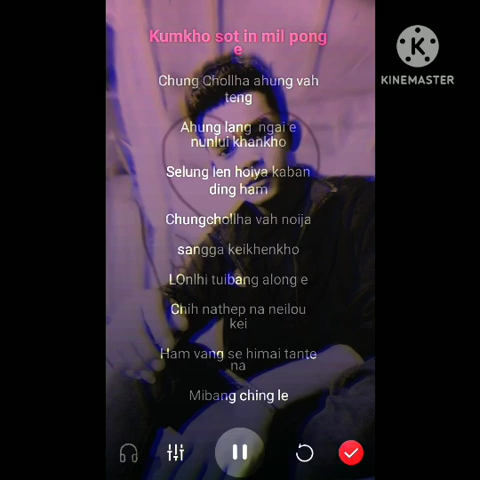 Kumkho sot in mil pong
e
KINEMASTER
Chung Chollha ahung vah
teng
Ahung lang ngai e
nunlui khankho
Selung len hoiya kaban
ding ham
Chungchollha vah noija
sangga keikhenkho
LOnlhi tuibang along e
Chih nathep na neilou
kei
Ham vang se himai tante
na
Mibang ching le